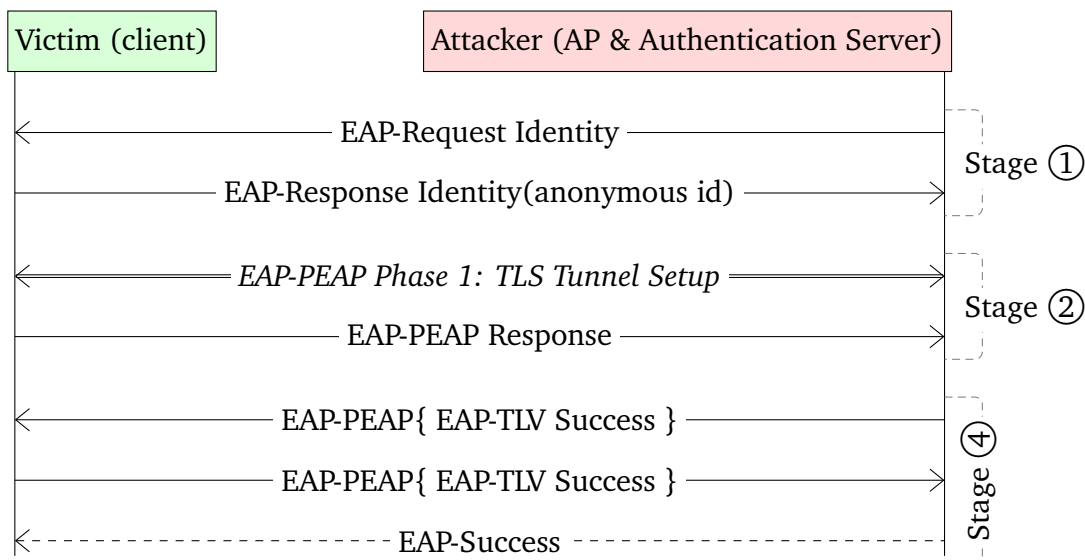 Victim (client)
Attacker (AP & Authentication Server)
EAP-Request Identity
Stage ①
EAP-Response Identity(anonymous id)
EAP-PEAP Phase 1: TLS Tunnel Setup
Stage ②
EAP-PEAP Response
EAP-PEAP{ EAP-TLV Success }
Stage ④
EAP-PEAP{ EAP-TLV Success }
EAP-Success